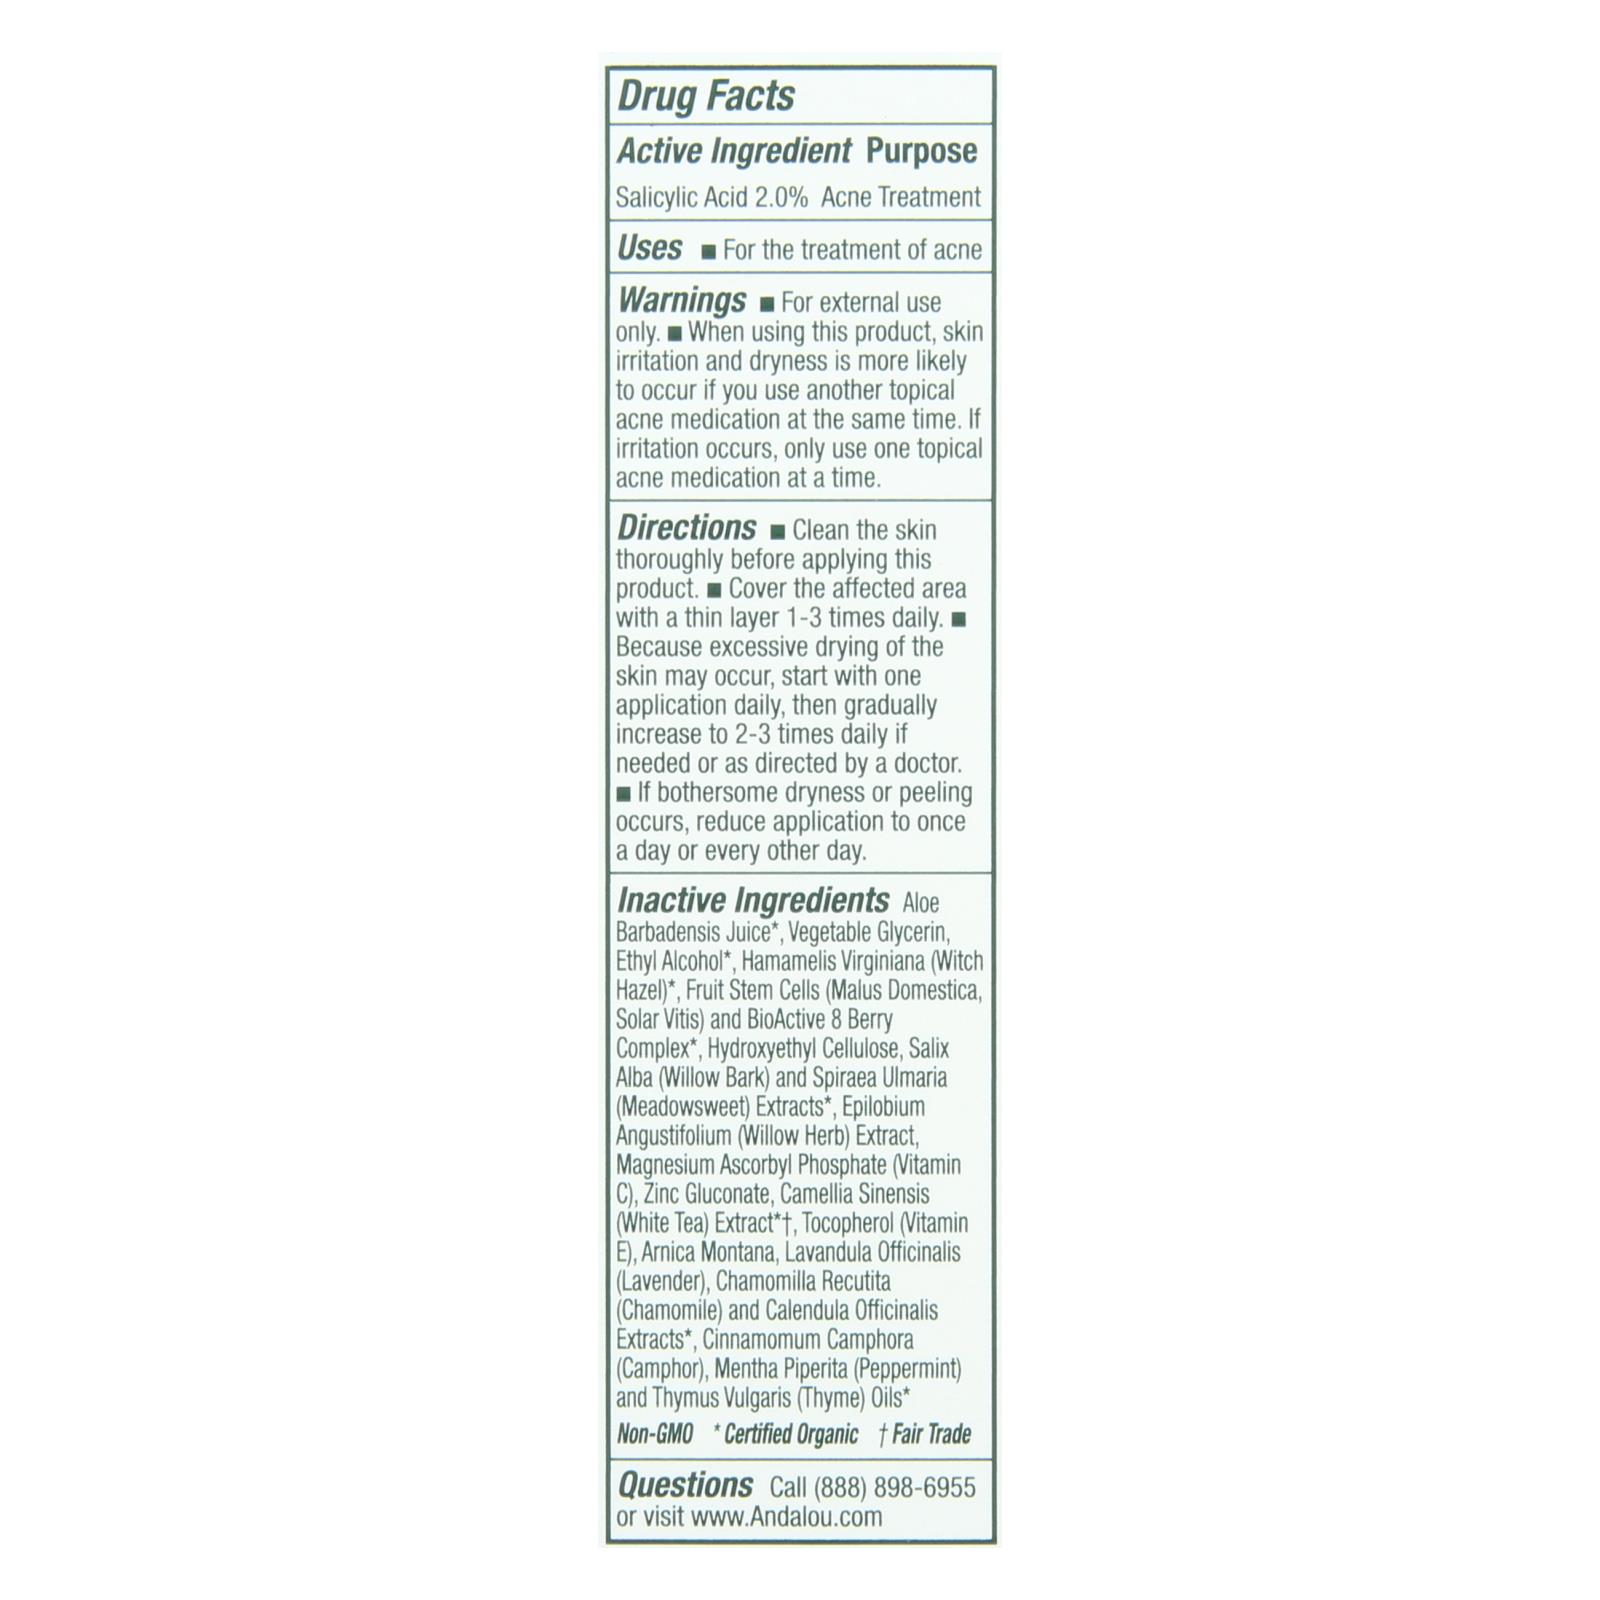 Drug Facts
Active Ingredient Purpose
Salicylic Acid 2.0% Acne Treatment
Uses ■ For the treatment of acne
Warnings ■ For external use
only. ■ When using this product, skin
irritation and dryness is more likely
to occur if you use another topical
acne medication at the same time. If
irritation occurs, only use one topical
acne medication at a time.
Directions ■ Clean the skin
thoroughly before applying this
product. ■ Cover the affected area
with a thin layer 1-3 times daily. ■
Because excessive drying of the
skin may occur, start with one
application daily, then gradually
increase to 2-3 times daily if
needed or as directed by a doctor.
■ If bothersome dryness or peeling
occurs, reduce application to once
a day or every other day.
Inactive Ingredients Aloe
Barbadensis Juice*, Vegetable Glycerin,
Ethyl Alcohol*, Hamamelis Virginiana (Witch
Hazel)*, Fruit Stem Cells (Malus Domestica,
Solar Vitis) and BioActive 8 Berry
Complex*, Hydroxyethyl Cellulose, Salix
Alba (Willow Bark) and Spiraea Ulmaria
(Meadowsweet) Extracts*, Epilobium
Angustifolium (Willow Herb) Extract,
Magnesium Ascorbyl Phosphate (Vitamin
C), Zinc Gluconate, Camellia Sinensis
(White Tea) Extract*†, Tocopherol (Vitamin
E), Arnica Montana, Lavandula Officinalis
(Lavender), Chamomilla Recutita
(Chamomile) and Calendula Officinalis
Extracts*, Cinnamomum Camphora
(Camphor), Mentha Piperita (Peppermint)
and Thymus Vulgaris (Thyme) Oils*
Non-GMO * Certified Organic † Fair Trade
Questions Call (888) 898-6955
or visit www.Andalou.com